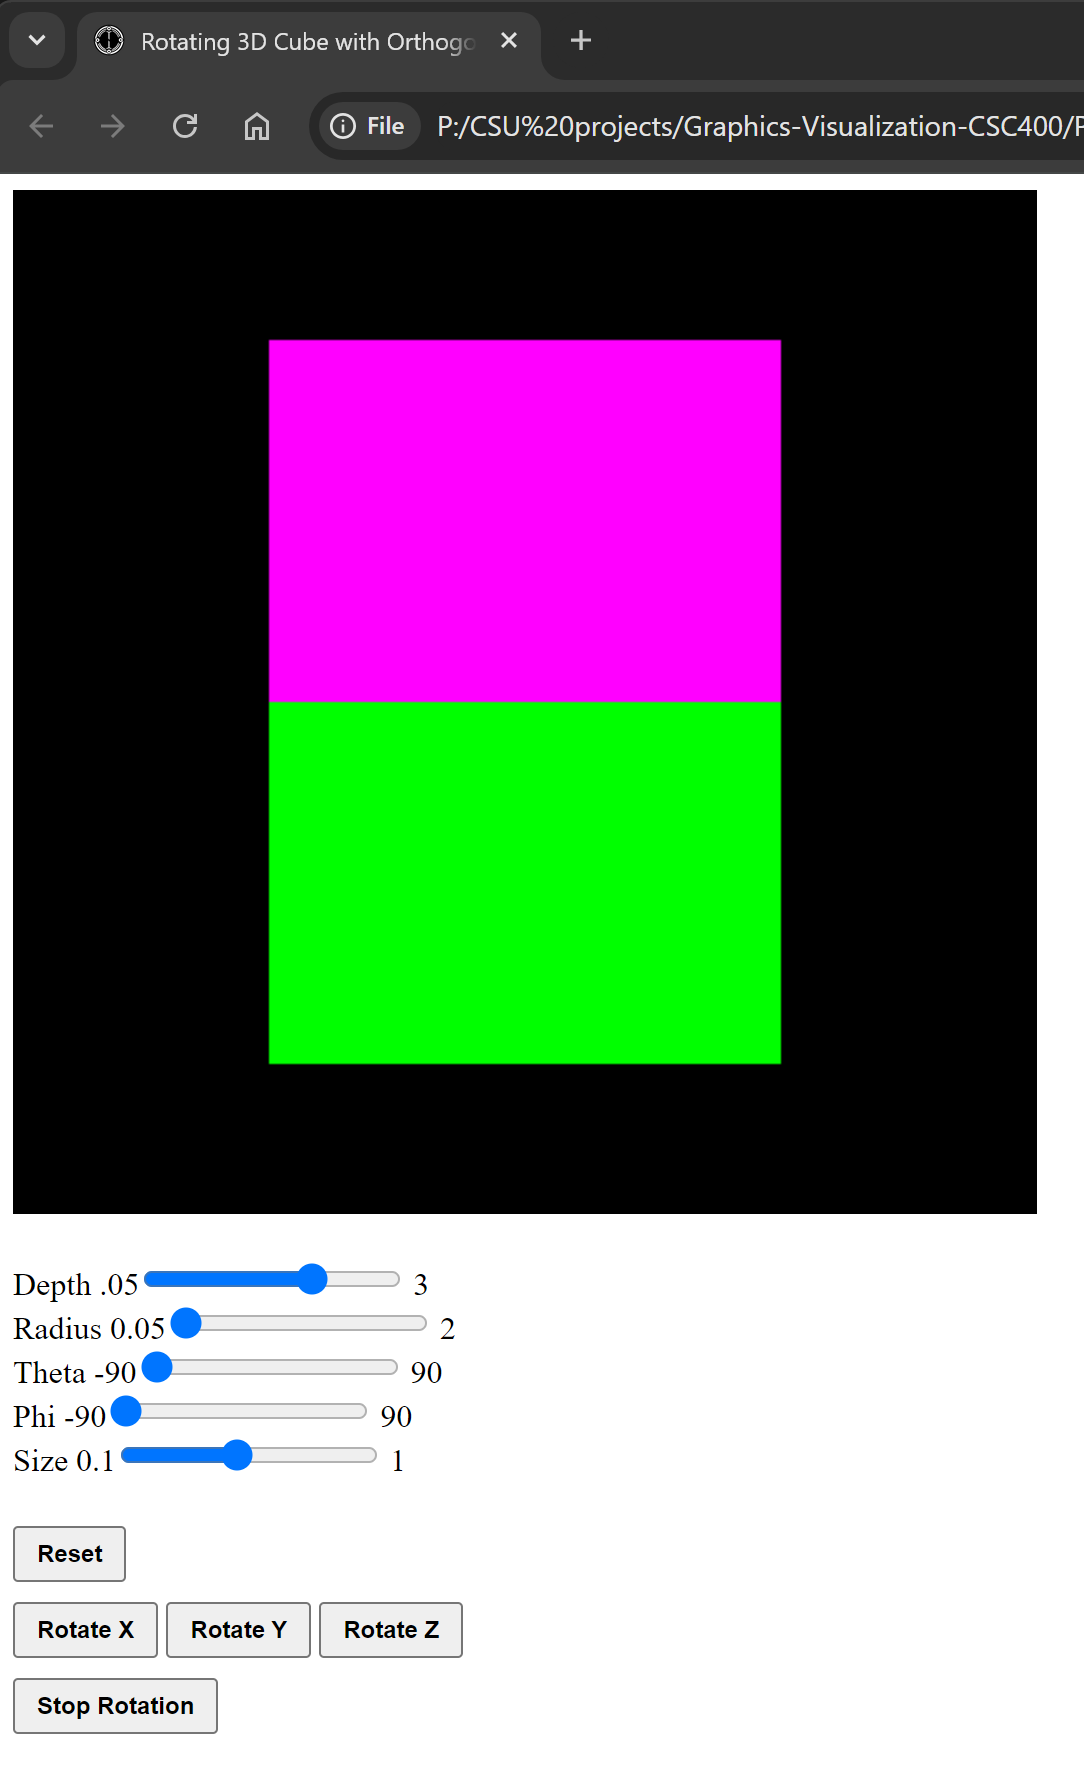 Rotating 3D Cube with Orthogo
File P:/CSU%20projects/Graphics-Visualization-CSC400/P
Depth .05 3
Radius 0.05 2
Theta -90 90
Phi -90 90
Size 0.1 1
Reset
Rotate X Rotate Y Rotate Z
Stop Rotation